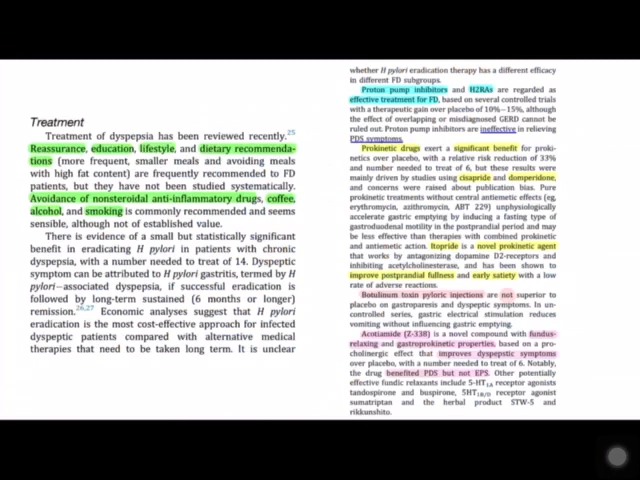 Treatment
Treatment of dyspepsia has been reviewed recently.25
Reassurance, education, lifestyle, and dietary recommenda-
tions (more frequent, smaller meals and avoiding meals
with high fat content) are frequently recommended to FD
patients, but they have not been studied systematically.
Avoidance of nonsteroidal anti-inflammatory drugs, coffee,
alcohol, and smoking is commonly recommended and seems
sensible, although not of established value.
There is evidence of a small but statistically significant
benefit in eradicating H pylori in patients with chronic
dyspepsia, with a number needed to treat of 14. Dyspeptic
symptom can be attributed to H pylori gastritis, termed by H
pylori−associated dyspepsia, if successful eradication is
followed by long-term sustained (6 months or longer)
remission.26,27 Economic analyses suggest that H pylori
eradication is the most cost-effective approach for infected
dyspeptic patients compared with alternative medical
therapies that need to be taken long term. It is unclear
whether H pylori eradication therapy has a different efficacy
in different FD subgroups.
Proton pump inhibitors and H2RAs are regarded as
effective treatment for FD, based on several controlled trials
with a therapeutic gain over placebo of 10%−15%, although
the effect of overlapping or misdiagnosed GERD cannot be
ruled out. Proton pump inhibitors are ineffective in relieving
PDS symptoms.
Prokinetic drugs exert a significant benefit for proki-
netics over placebo, with a relative risk reduction of 33%
and number needed to treat of 6, but these results were
mainly driven by studies using cisapride and domperidone,
and concerns were raised about publication bias. Pure
prokinetic treatments without central antiemetic effects (eg,
erythromycin, azithromycin, ABT 229) unphysiologically
accelerate gastric emptying by inducing a fasting type of
gastroduodenal motility in the postprandial period and may
be less effective than therapies with combined prokinetic
and antiemetic action. Itopride is a novel prokinetic agent
that works by antagonizing dopamine D2-receptors and
inhibiting acetylcholinesterase, and has been shown to
improve postprandial fullness and early satiety with a low
rate of adverse reactions.
Botulinum toxin pyloric injections are not superior to
placebo on gastroparesis and dyspeptic symptoms. In un-
controlled series, gastric electrical stimulation reduces
vomiting without influencing gastric emptying.
Acotiamide (Z-338) is a novel compound with fundus-
relaxing and gastroprokinetic properties, based on a pro-
cholinergic effect that improves dyspepstic symptoms
over placebo, with a number needed to treat of 6. Notably,
the drug benefited PDS but not EPS. Other potentially
effective fundic relaxants include 5-HT1A receptor agonists
tandospirone and buspirone, 5HT1B/D receptor agonist
sumatriptan and the herbal product STW-5 and
rikkunshito.